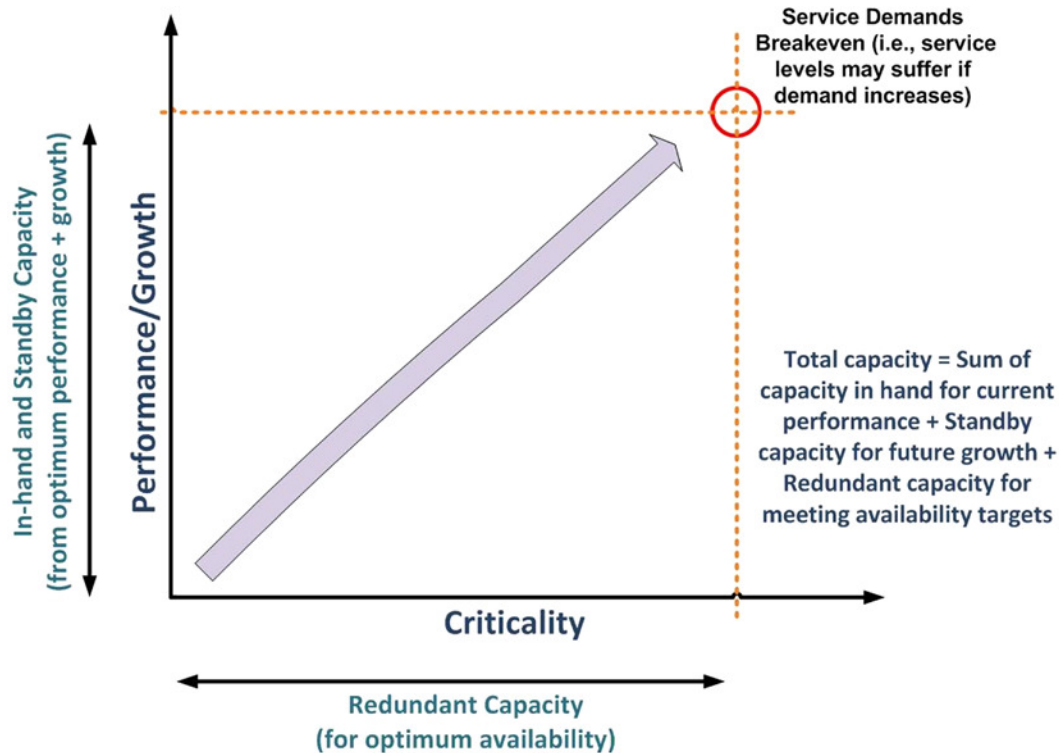 Service Demands
Breakeven (i.e., service
levels may suffer if
demand increases)
In-hand and Standby Capacity
(from optimum performance + growth)
Performance/Growth
Total capacity = Sum of
capacity in hand for current
performance + Standby
capacity for future growth +
Redundant capacity for
meeting availability targets
Criticality
Redundant Capacity
(for optimum availability)